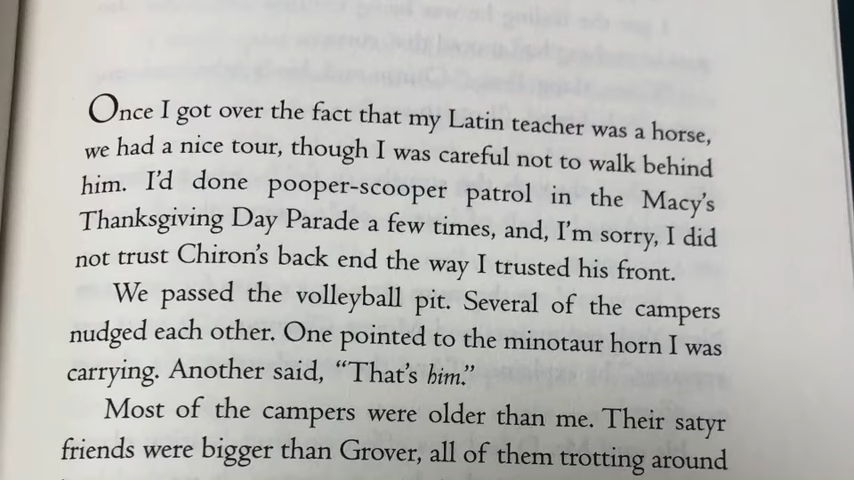 Once I got over the fact that my Latin teacher was a horse,
we had a nice tour, though I was careful not to walk behind
him. I'd done pooper-scooper patrol in the Macy's
Thanksgiving Day Parade a few times, and, I'm sorry, I did
not trust Chiron's back end the way I trusted his front.
We passed the volleyball pit. Several of the campers
nudged each other. One pointed to the minotaur horn I was
carrying. Another said, “That's him.”
Most of the campers were older than me. Their satyr
friends were bigger than Grover, all of them trotting around